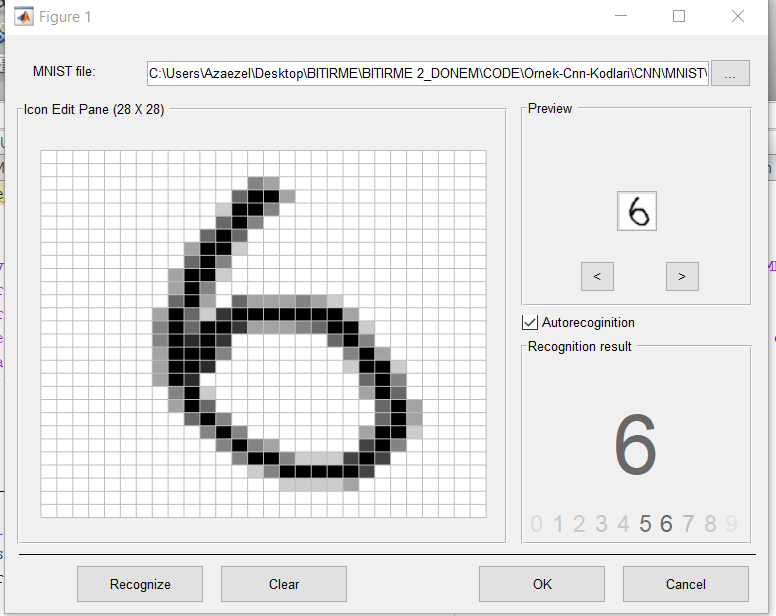 Figure 1
MNIST file:
C:\Users\Azaezel\Desktop\BITIRME\BITIRME 2_DONEM\CODE\Ornek-Cnn-Kodlari\CNN\MNIST\
...
Icon Edit Pane (28 X 28)
Preview
6
<
>
Autorecoginition
Recognition result
6
0 1 2 3 4 5 6 7 8 9
Recognize
Clear
OK
Cancel